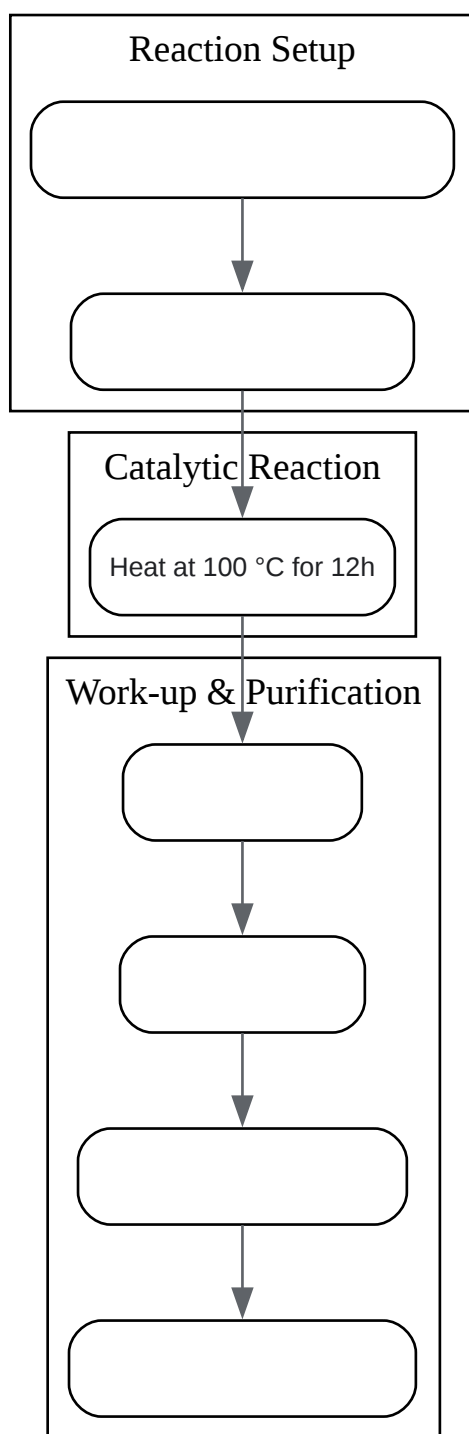 Reaction Setup
Catalytic Reaction
Heat at 100 °C for 12h
Work-up & Purification